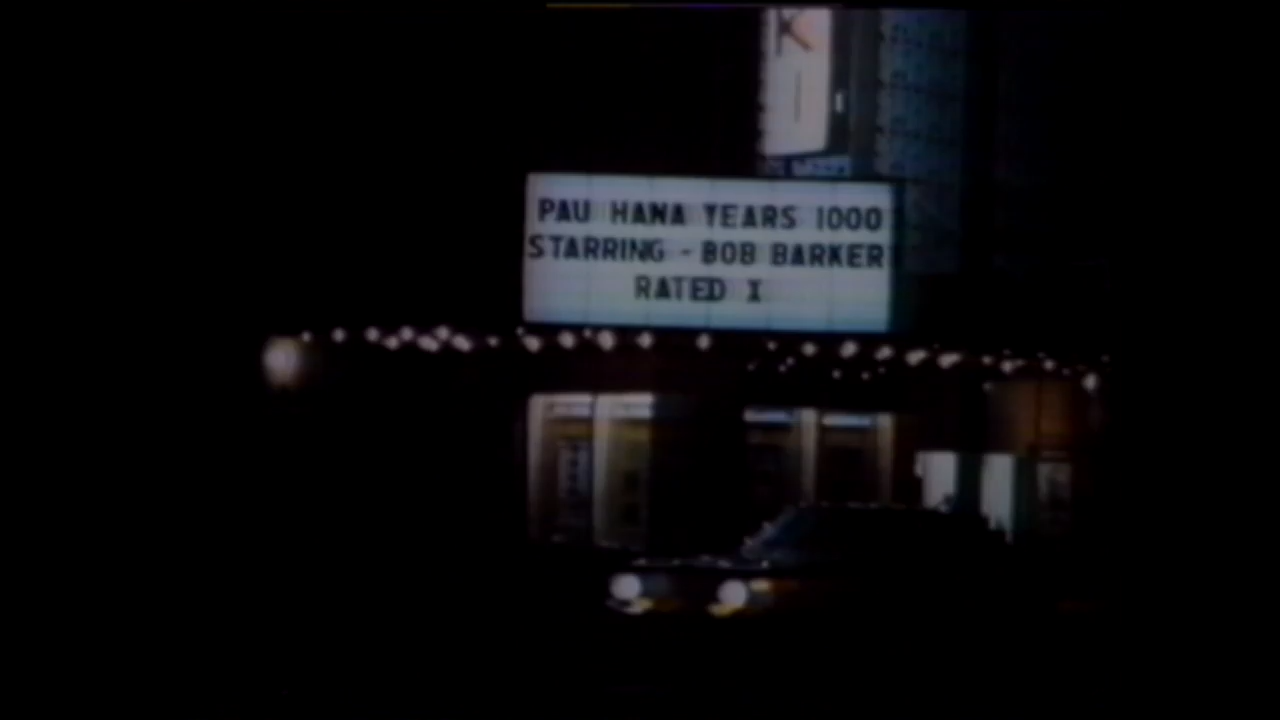 K
PAU HANA YEARS 1000
STARRING - BOB BARKER
RATED X